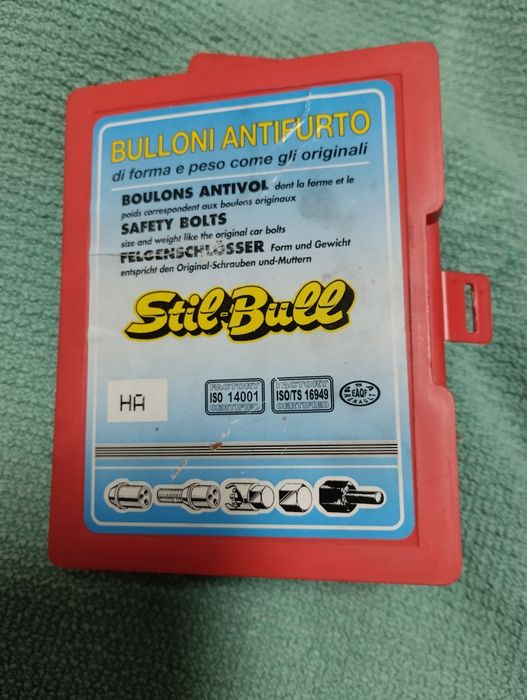 BULLONI ANTIFURTO
di forma e peso come gli originali
BOULONS ANTIVOL dont la forme et le
poids correspondent aux boulons originaux
SAFETY BOLTS
size and weight like the original car bolts
FELGENSCHLÖSSER Form und Gewicht
entspricht den Original-Schrauben und-Muttern
Stil-Bull
HA
FACTORY
ISO 14001
CERTIFIED
FACTORY
ISO/TS 16949
CERTIFIED
EAQF